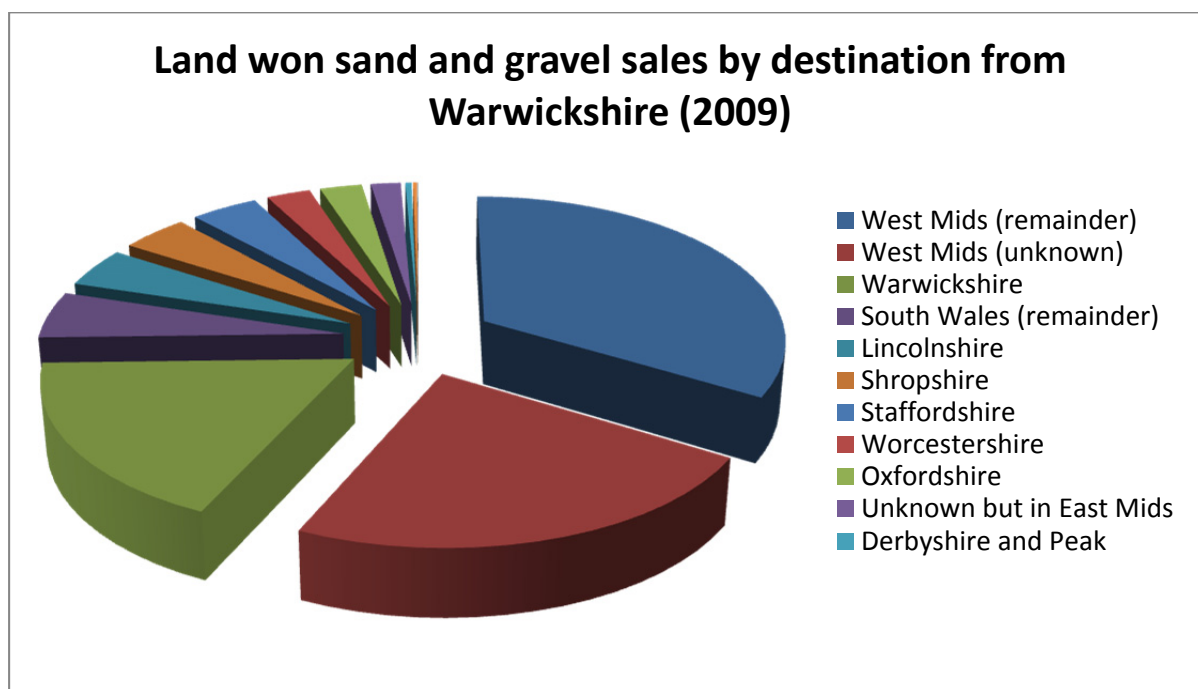 Land won sand and gravel sales by destination from
Warwickshire (2009)
West Mids (remainder)
West Mids (unknown)
Warwickshire
South Wales (remainder)
Lincolnshire
Shropshire
Staffordshire
Worcestershire
Oxfordshire
Unknown but in East Mids
Derbyshire and Peak